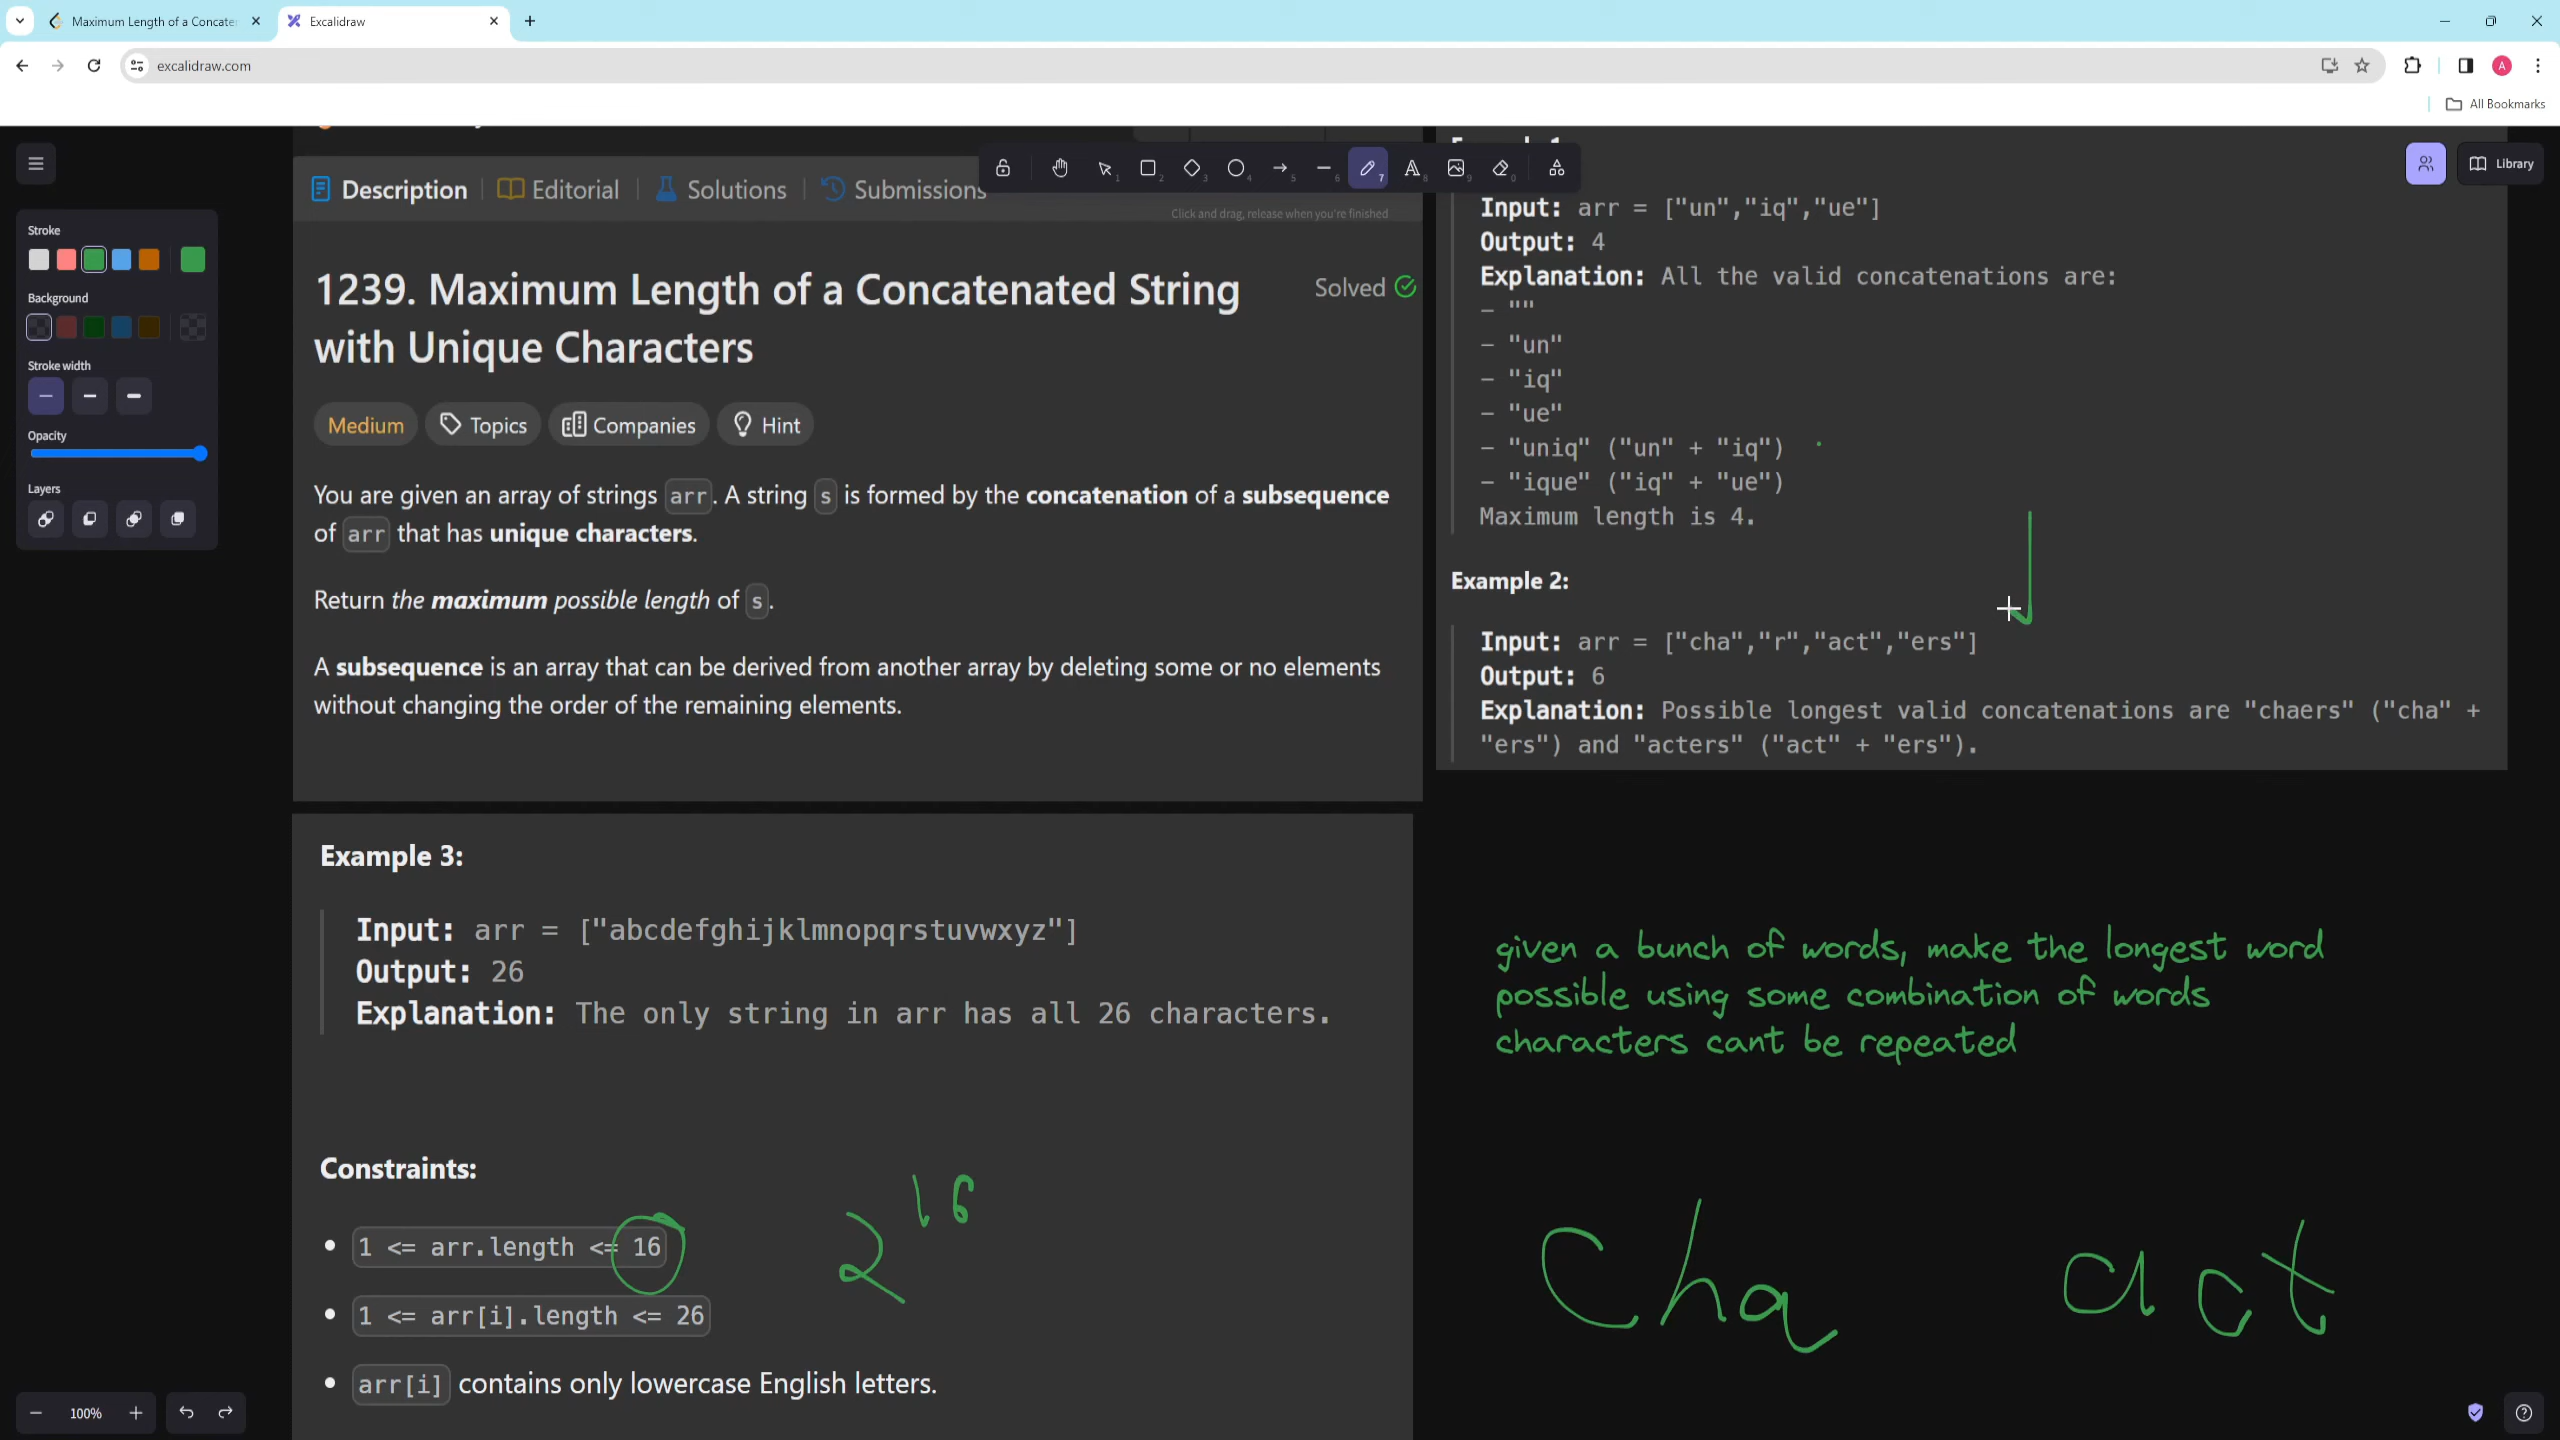 Maximum Length of a Concate
Excalidraw
excalidraw.com
All Bookmarks
Library
Description
Editorial
Solutions
Submissions
Click and drag, release when you're finished
Stroke
Background
Stroke width
Opacity
Layers
1239. Maximum Length of a Concatenated String
with Unique Characters
Solved
Medium
Topics
Companies
Hint
You are given an array of strings arr. A string s is formed by the concatenation of a subsequence
of arr that has unique characters.
Return the maximum possible length of s.
A subsequence is an array that can be derived from another array by deleting some or no elements
without changing the order of the remaining elements.
Input: arr = ["un","iq","ue"]
Output: 4
Explanation: All the valid concatenations are:
- ""
- "un"
- "iq"
- "ue"
- "uniq" ("un" + "iq")
- "ique" ("iq" + "ue")
Maximum length is 4.
Example 2:
Input: arr = ["cha","r","act","ers"]
Output: 6
Explanation: Possible longest valid concatenations are "chaers" ("cha" +
"ers") and "acters" ("act" + "ers").
Example 3:
Input: arr = ["abcdefghijklmnopqrstuvwxyz"]
Output: 26
Explanation: The only string in arr has all 26 characters.
Constraints:
• 1 <= arr.length <= 16
• 1 <= arr[i].length <= 26
• arr[i] contains only lowercase English letters.
2^16
given a bunch of words, make the longest word
possible using some combination of words
characters cant be repeated
Cha act
100%